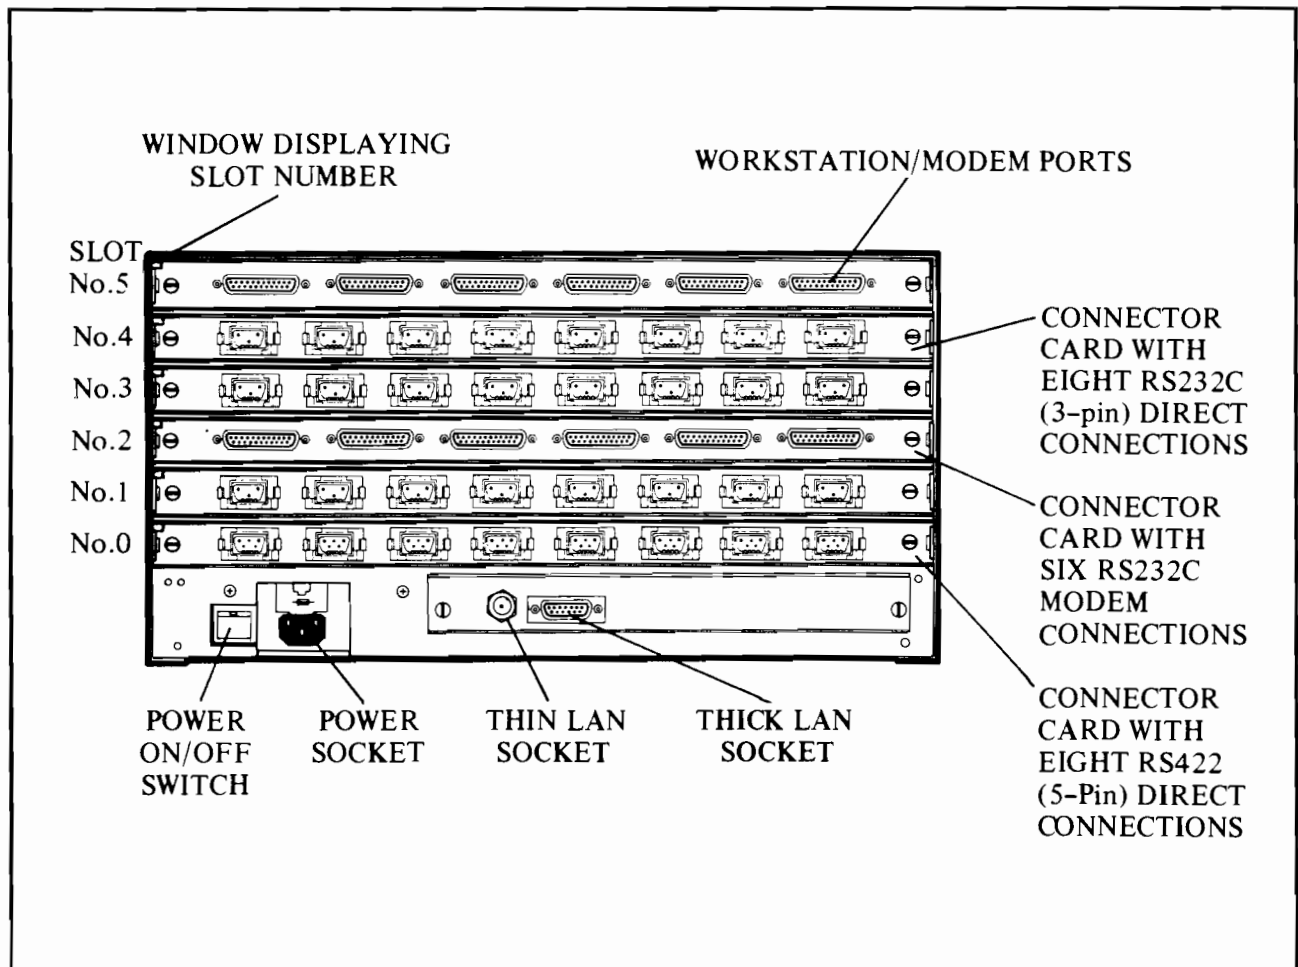 WINDOW DISPLAYING
SLOT NUMBER
WORKSTATION/MODEM PORTS
SLOT
No.5
No.4
No.3
No.2
No.1
No.0
CONNECTOR
CARD WITH
EIGHT RS232C
(3-pin) DIRECT
CONNECTIONS
CONNECTOR
CARD WITH
SIX RS232C
MODEM
CONNECTIONS
CONNECTOR
CARD WITH
EIGHT RS422
(5-Pin) DIRECT
CONNECTIONS
POWER
ON/OFF
SWITCH
POWER
SOCKET
THIN LAN
SOCKET
THICK LAN
SOCKET